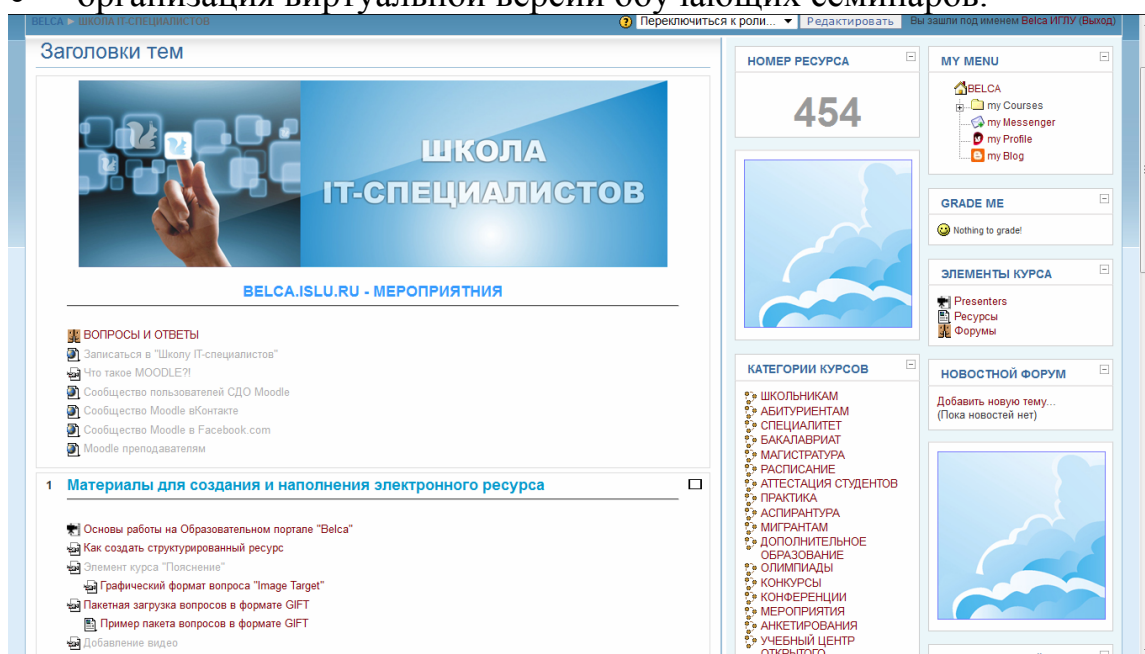 организация виртуальной версии обучающих семинаров.
BELCA ► ШКОЛА IT-СПЕЦИАЛИСТОВ
Переключиться к роли... Редактировать Вы зашли под именем Belca ИГЛУ (Выход)
Заголовки тем
ШКОЛА
IT-СПЕЦИАЛИСТОВ
BELCA.ISLU.RU - МЕРОПРИЯТНИЯ
ВОПРОСЫ И ОТВЕТЫ
Записаться в "Школу IT-специалистов"
Что такое MOODLE?!
Сообщество пользователей СДО Moodle
Сообщество Moodle вКонтакте
Сообщество Moodle в Facebook.com
Moodle преподавателям
1 Материалы для создания и наполнения электронного ресурса
Основы работы на Образовательном портале "Belca"
Как создать структурированный ресурс
Элемент курса "Пояснение"
Графический формат вопроса "Image Target"
Пакетная загрузка вопросов в формате GIFT
Пример пакета вопросов в формате GIFT
Добавление видео
НОМЕР РЕСУРСА
454
КАТЕГОРИИ КУРСОВ
ШКОЛЬНИКАМ
АБИТУРИЕНТАМ
СПЕЦИАЛИТЕТ
БАКАЛАВРИАТ
МАГИСТРАТУРА
РАСПИСАНИЕ
АТТЕСТАЦИЯ СТУДЕНТОВ
ПРАКТИКА
АСПИРАНТУРА
МИГРАНТАМ
ДОПОЛНИТЕЛЬНОЕ
ОБРАЗОВАНИЕ
ОЛИМПИАДЫ
КОНКУРСЫ
КОНФЕРЕНЦИИ
МЕРОПРИЯТИЯ
АНКЕТИРОВАНИЯ
УЧЕБНЫЙ ЦЕНТР
ОТКРЫТОГО
MY MENU
BELCA
my Courses
my Messenger
my Profile
my Blog
GRADE ME
Nothing to grade!
ЭЛЕМЕНТЫ КУРСА
Presenters
Ресурсы
Форумы
НОВОСТНОЙ ФОРУМ
Добавить новую тему...
(Пока новостей нет)